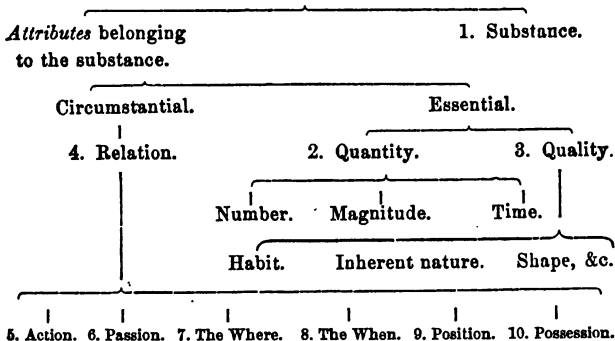 Attributes belonging 1. Substance.
to the substance.
Circumstantial. Essential.
4. Relation. 2. Quantity. 3. Quality.
Number. Magnitude. Time.
Habit. Inherent nature. Shape, &c.
5. Action. 6. Passion. 7. The Where. 8. The When. 9. Position. 10. Possession.